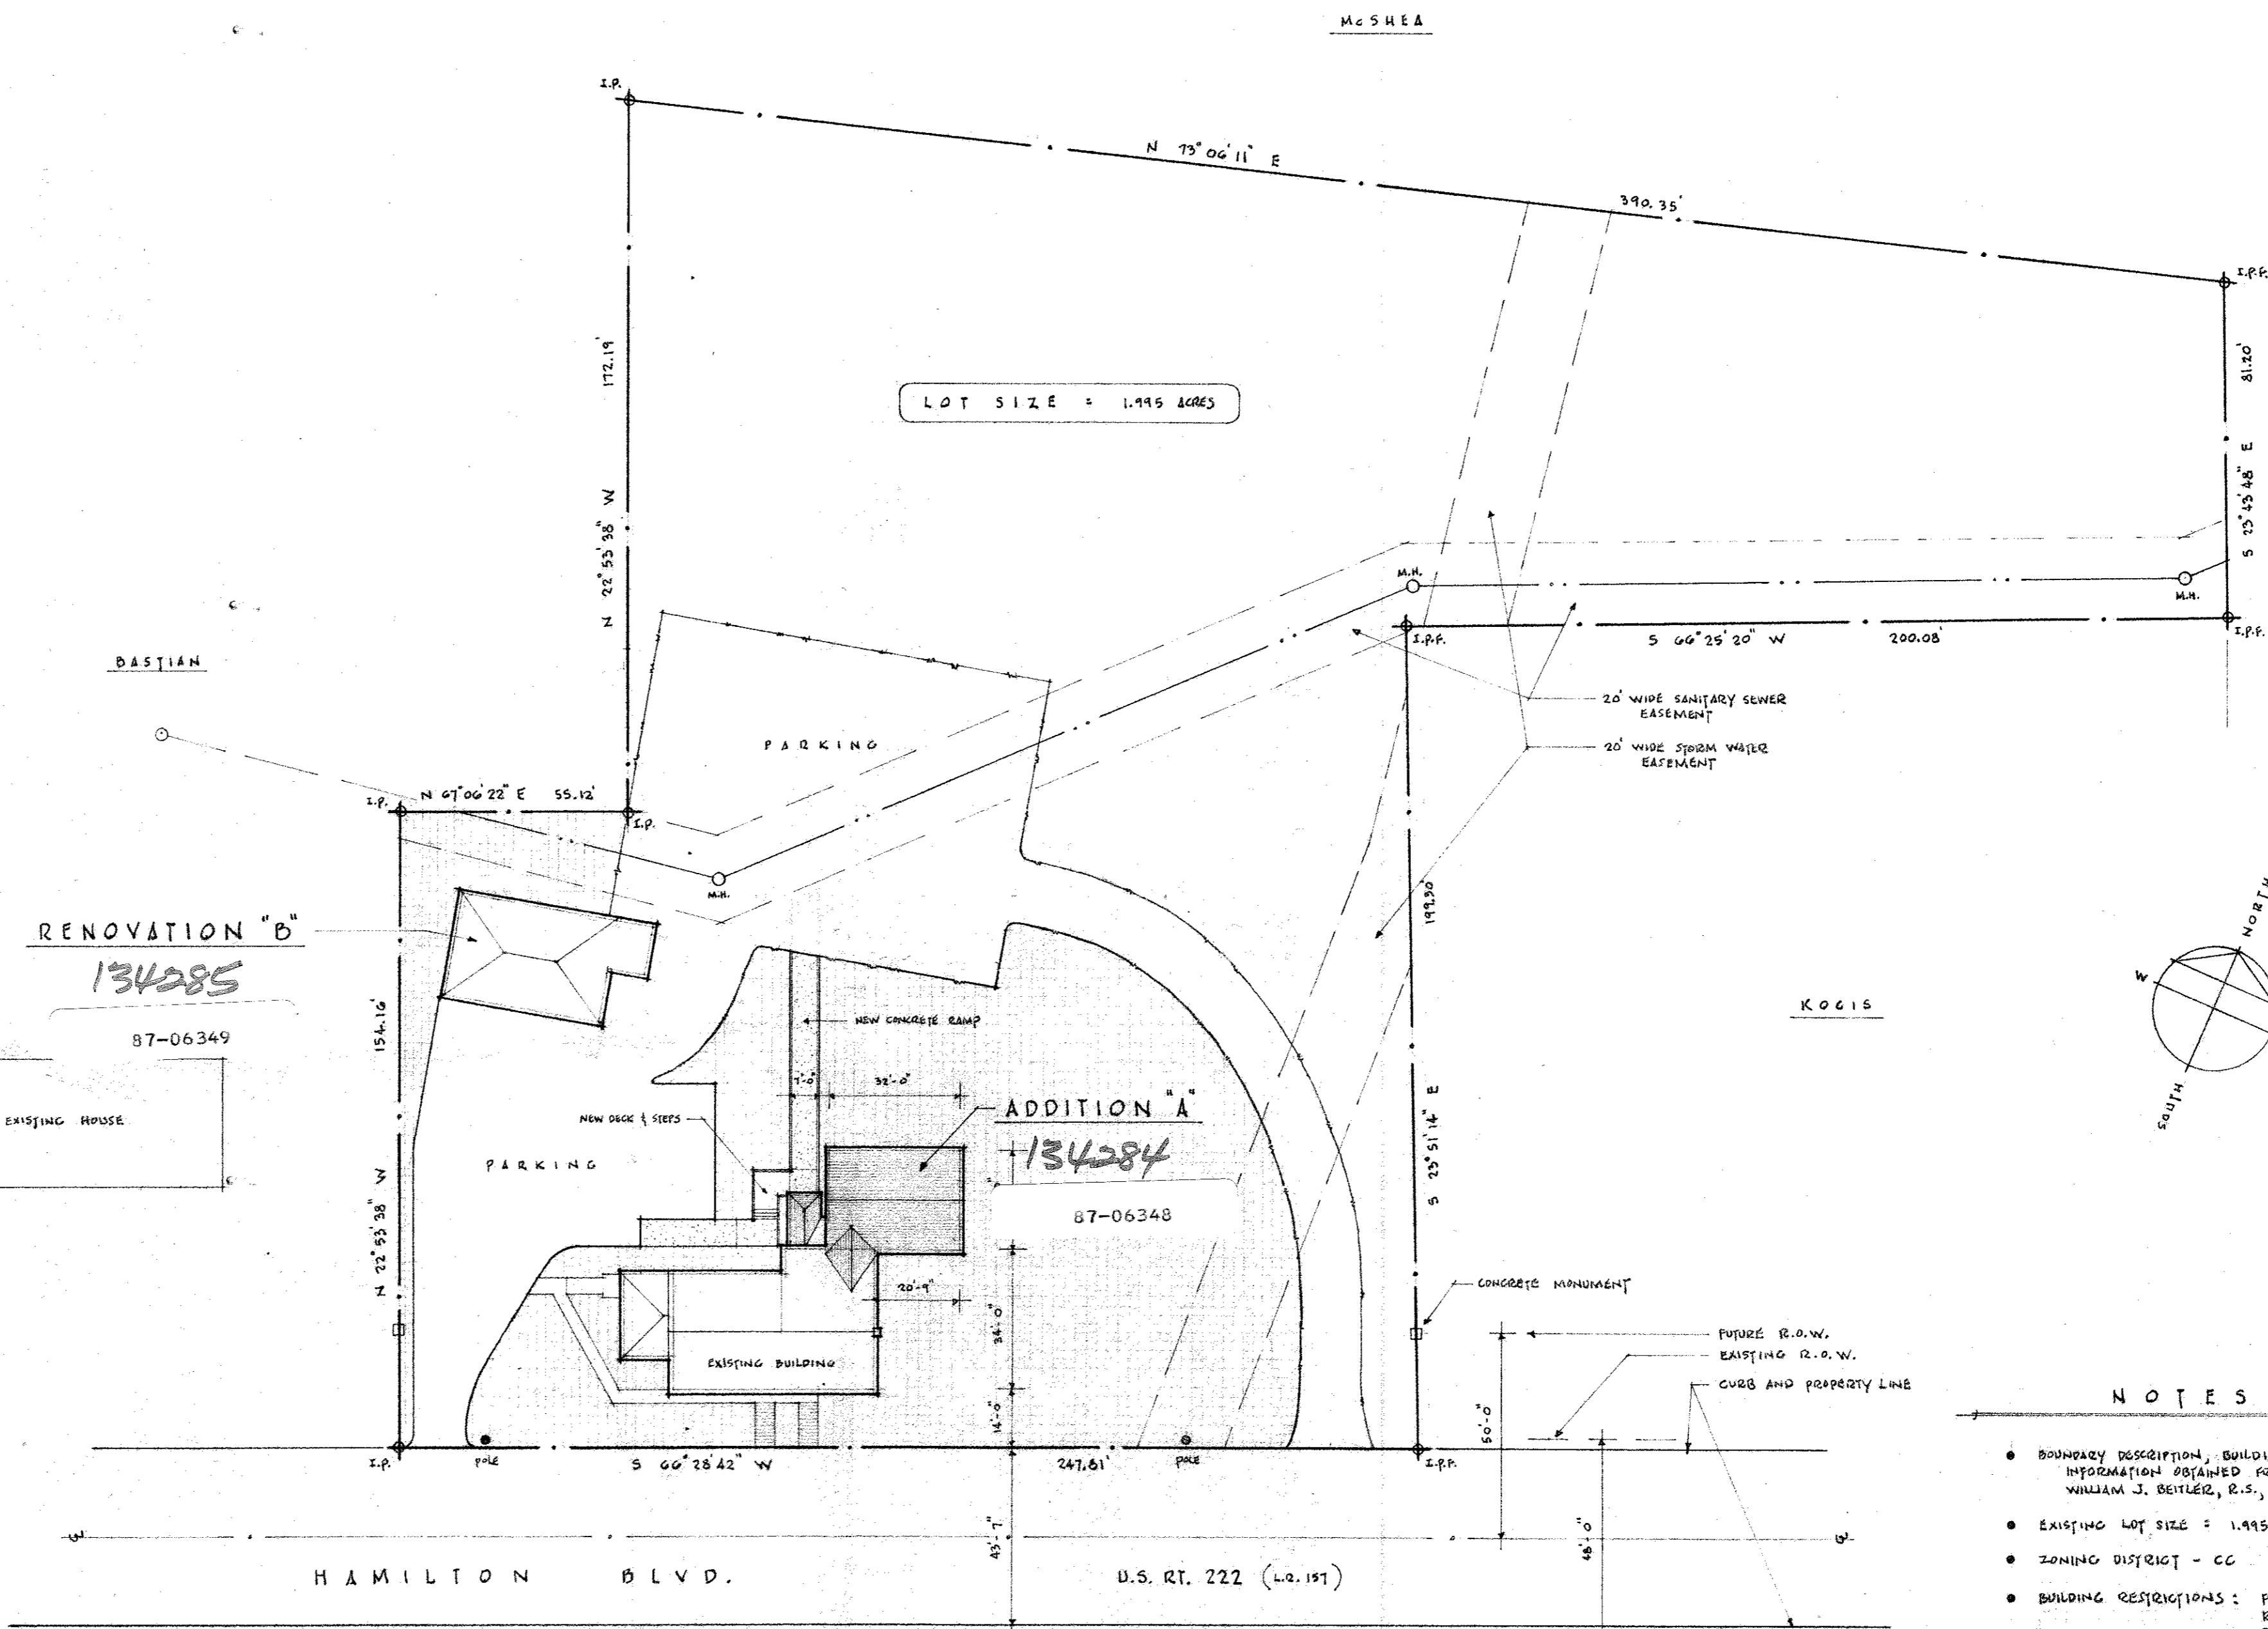 McSHEA
I.P.
N 73° 06' 11" E
390.35'
I.P.F.
172.19'
81.20'
LOT SIZE = 1.995 ACRES
N 22° 53' 38" W
S 23° 43' 48" E
M.H.
M.H.
I.P.F.
S 66° 25' 20" W 200.08'
I.P.F.
BASTIAN
20' WIDE SANITARY SEWER
EASEMENT
PARKING
20' WIDE STORM WATER
EASEMENT
I.P.
N 67° 06' 22" E 55.12'
I.P.
M.H.
199.30'
RENOVATION "B"
134285
87-06349
154.16'
NEW CONCRETE RAMP
KOGIS
NORTH
W
SOUTH
7'-0"
32'-0"
EXISTING HOUSE
NEW DECK & STEPS
ADDITION "A"
134284
S 23° 51' 14" E
PARKING
87-06348
N 22° 53' 38" W
20'-9"
34'-0"
CONCRETE MONUMENT
EXISTING BUILDING
FUTURE R.O.W.
EXISTING R.O.W.
CURB AND PROPERTY LINE
14'-0"
50'-0"
NOTES
I.P.
POLE
S 66° 28' 42" W
247.81'
POLE
I.P.F.
• BOUNDARY DESCRIPTION, BUILDI
INFORMATION OBTAINED FO
WILLIAM J. BEITLER, R.S.,
• EXISTING LOT SIZE = 1.995
43'-7"
48'-0"
• ZONING DISTRICT - CC
HAMILTON BLVD.
U.S. RT. 222 (L.R. 157)
• BUILDING RESTRICTIONS: F
R